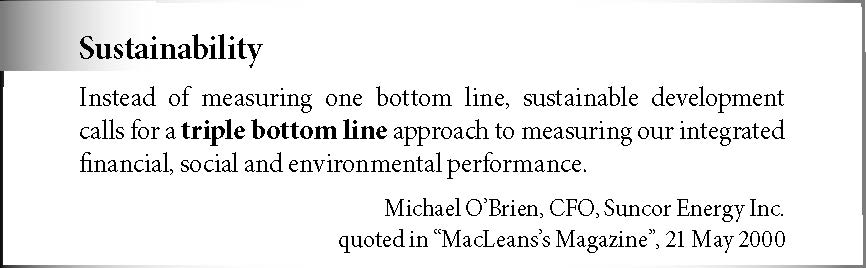 Sustainability
Instead of measuring one bottom line, sustainable development
calls for a triple bottom line approach to measuring our integrated
financial, social and environmental performance.
Michael O’Brien, CFO, Suncor Energy Inc.
quoted in “MacLeans’s Magazine”, 21 May 2000